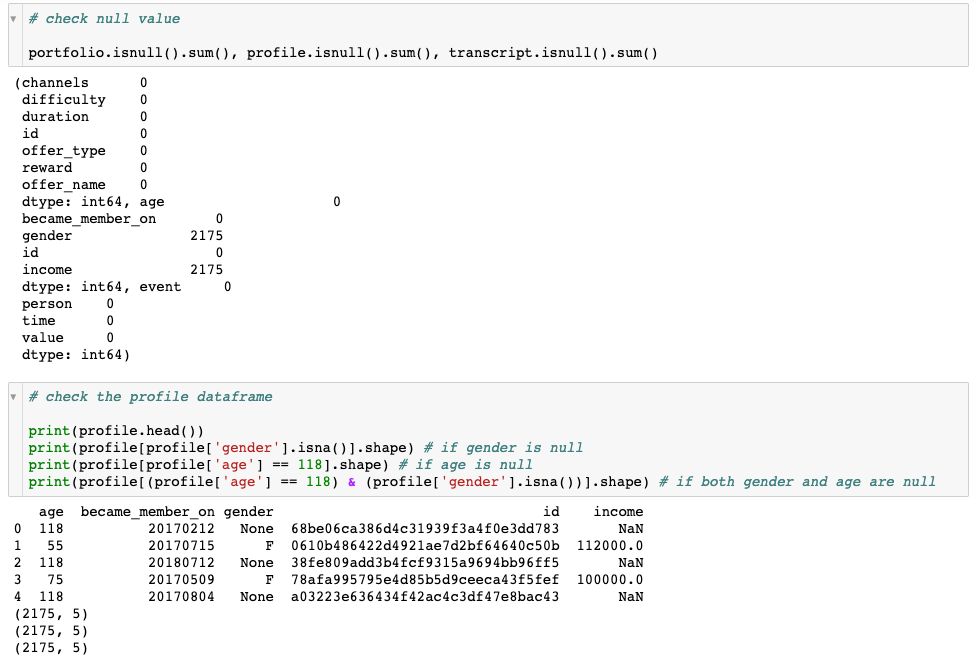 # check null value
portfolio.isnull().sum(), profile.isnull().sum(), transcript.isnull().sum()
(channels       0
 difficulty    0
 duration      0
 id            0
 offer_type    0
 reward        0
 offer_name    0
 dtype: int64, age                    0
 became_member_on       0
 gender              2175
 id                     0
 income              2175
 dtype: int64, event     0
 person    0
 time      0
 value     0
 dtype: int64)
# check the profile dataframe
print(profile.head())
print(profile[profile['gender'].isna()].shape) # if gender is null
print(profile[profile['age'] == 118].shape) # if age is null
print(profile[(profile['age'] == 118) & (profile['gender'].isna())].shape) # if both gender and age are null
   age  became_member_on gender                                id    income
0  118          20170212   None  68be06ca386d4c31939f3a4f0e3dd783       NaN
1   55          20170715      F  0610b486422d4921ae7d2bf64640c50b  112000.0
2  118          20180712   None  38fe809add3b4fcf9315a9694bb96ff5       NaN
3   75          20170509      F  78afa995795e4d85b5d9ceeca43f5fef  100000.0
4  118          20170804   None  a03223e636434f42ac4c3df47e8bac43       NaN
(2175, 5)
(2175, 5)
(2175, 5)